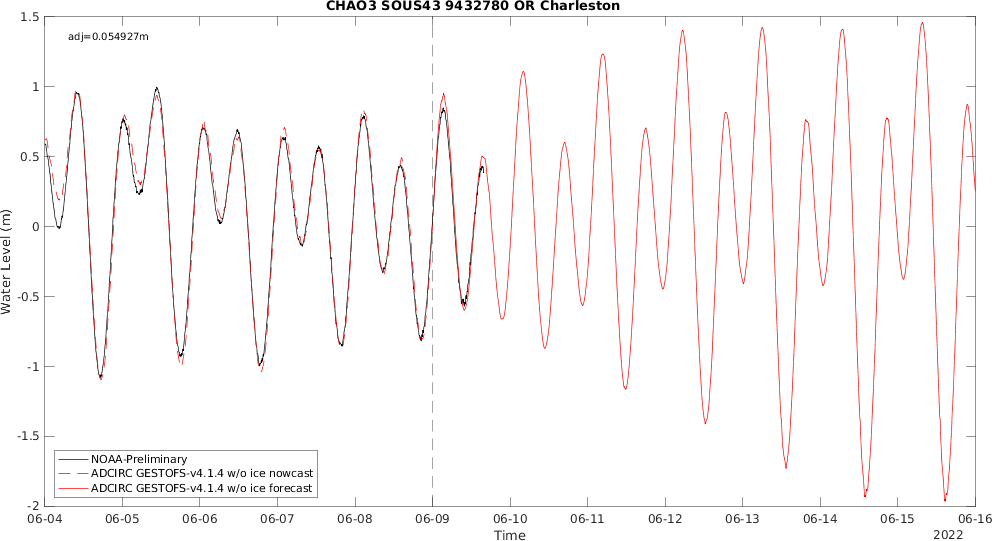 CHAO3 SOUS43 9432780 OR Charleston
adj=0.054927m
1.5
1
0.5
0
-0.5
-1
-1.5
-2
Water Level (m)
NOAA-Preliminary
ADCIRC GESTOFS-v4.1.4 w/o ice nowcast
ADCIRC GESTOFS-v4.1.4 w/o ice forecast
06-04 06-05 06-06 06-07 06-08 06-09 06-10 06-11 06-12 06-13 06-14 06-15 06-16
Time
2022